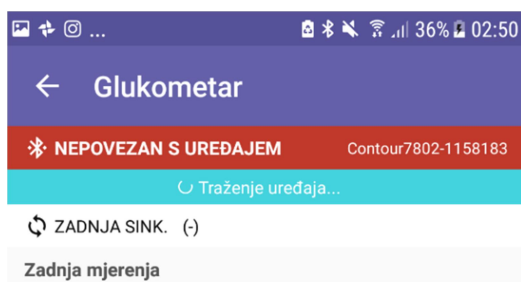 ... 36% 02:50
Glukometar
NEPOVEZAN S UREĐAJEM Contour7802-1158183
Traženje uređaja...
ZADNJA SINK. (-)
Zadnja mjerenja